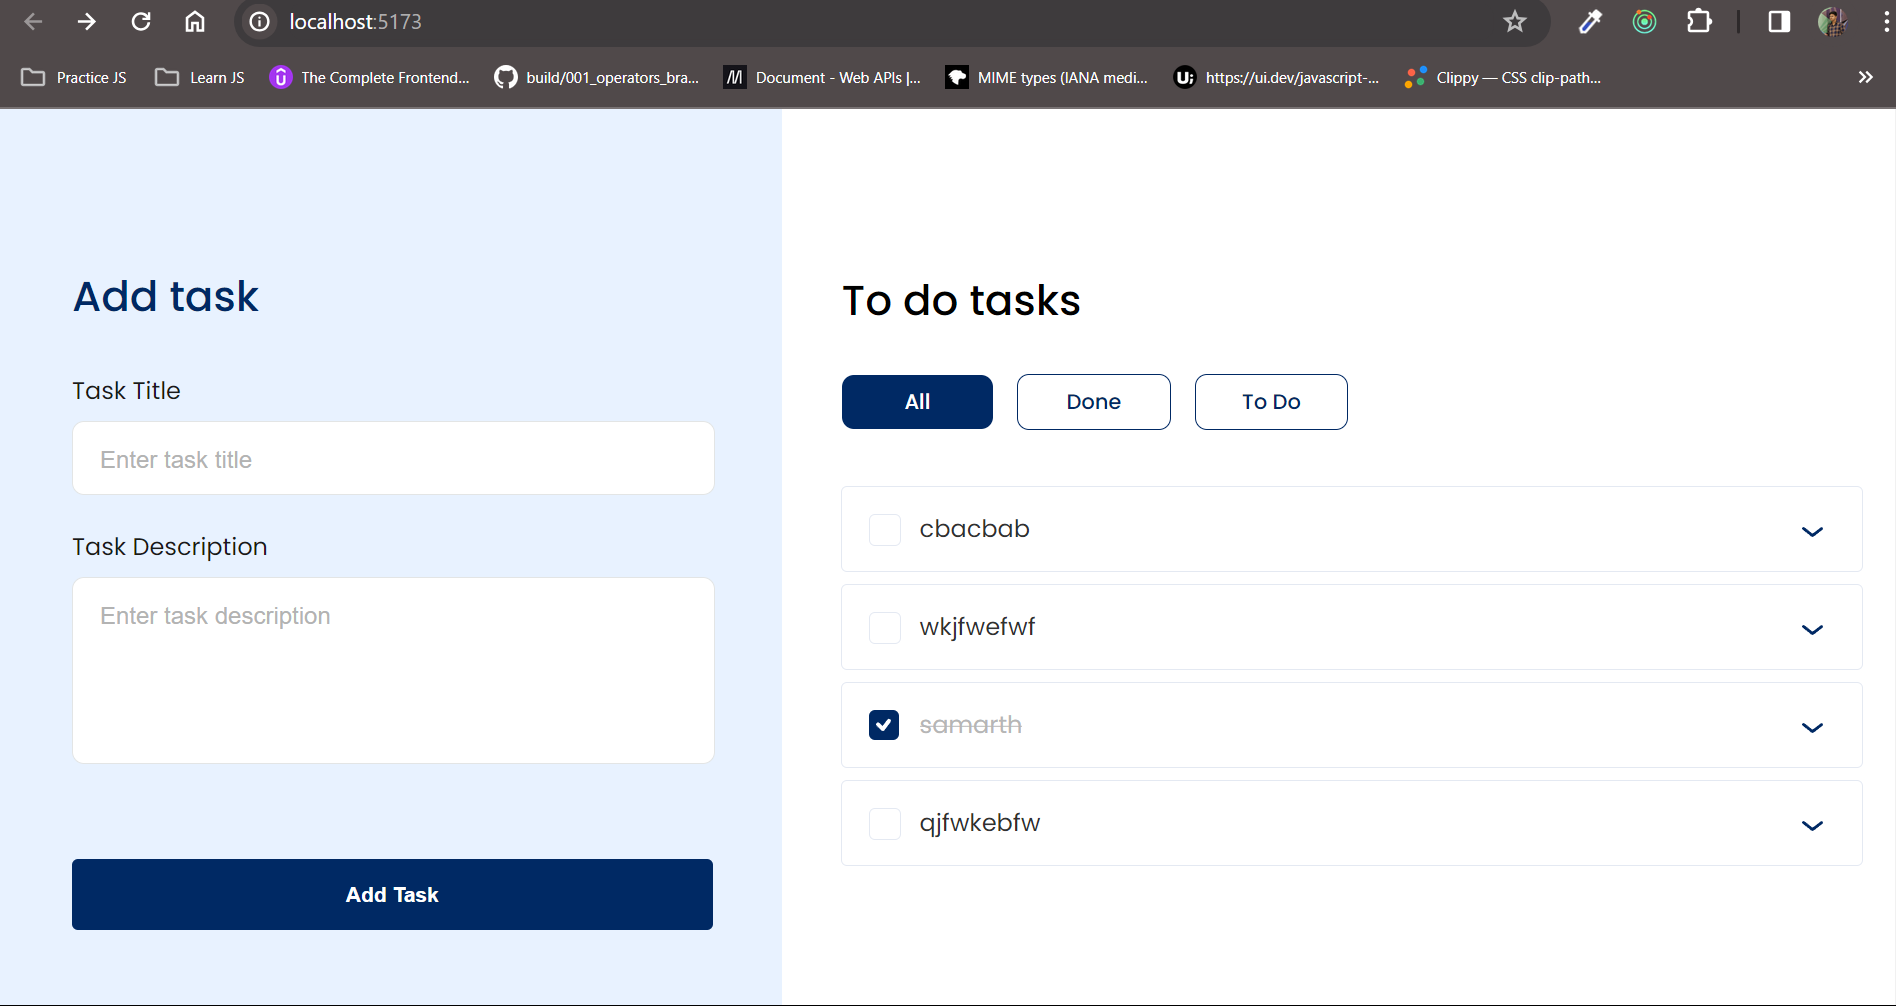 localhost:5173
Practice JS Learn JS The Complete Frontend... build/001_operators_bra... Document - Web APIs |... MIME types (IANA medi... https://ui.dev/javascript-... Clippy — CSS clip-path...
Add task
Task Title
Enter task title
Task Description
Enter task description
Add Task
To do tasks
All Done To Do
cbacbab
wkjfwefwf
samarth
qjfwkebfw